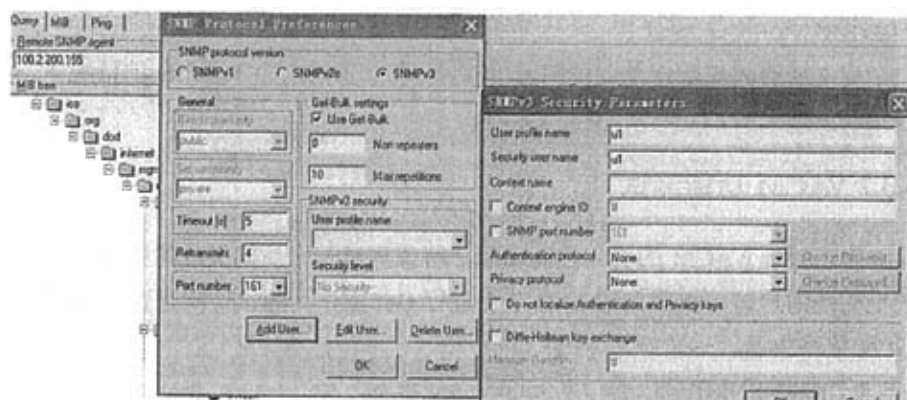 Query MIB Ping
Remote SNMP agent
100.2.200.155
MIB tree
iso
org
dod
internet
SNMP Protocol Preferences
SNMP protocol version
SNMPv1 SNMPv2c SNMPv3
General
public
private
Timeout [s] 5
Retransmits 4
Port number 161
Get-Bulk settings
Use Get-Bulk
0 Non repeaters
10 Max repetitions
SNMPv3 security
User profile name
Security level
No Security
Add User... Edit User... Delete User...
OK Cancel
SNMPv3 Security Parameters
User profile name u1
Security user name u1
Context name
Context engine ID
SNMP port number 161
Authentication protocol None Change Password
Privacy protocol None Change Password
Do not localize Authentication and Privacy keys
Diffie-Hellman key exchange